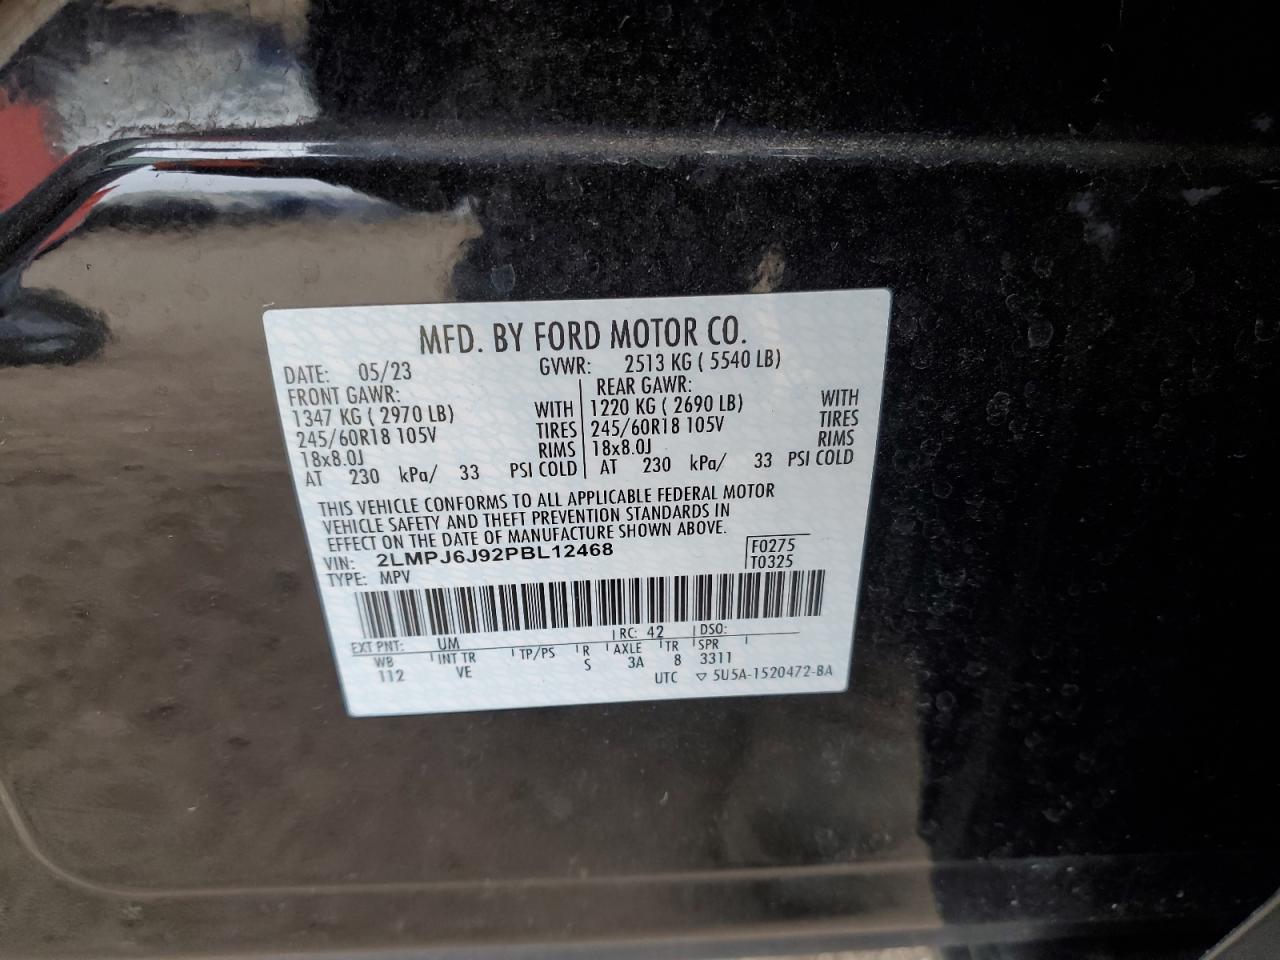 MFD. BY FORD MOTOR CO.
DATE: 05/23 GVWR: 2513 KG ( 5540 LB)
FRONT GAWR: REAR GAWR:
1347 KG ( 2970 LB) WITH 1220 KG ( 2690 LB) WITH
245/60R18 105V TIRES 245/60R18 105V TIRES
18x8.0J RIMS 18x8.0J RIMS
AT 230 kPa/ 33 PSI COLD AT 230 kPa/ 33 PSI COLD
THIS VEHICLE CONFORMS TO ALL APPLICABLE FEDERAL MOTOR
VEHICLE SAFETY AND THEFT PREVENTION STANDARDS IN
EFFECT ON THE DATE OF MANUFACTURE SHOWN ABOVE.
VIN: 2LMPJ6J92PBL12468 F0275
TYPE: MPV T0325
EXT PNT: UM RC: 42 DSO:
WB INT TR TP/PS R AXLE TR SPR
112 VE S 3A 8 3311
UTC ▽ 5U5A-1520472-BA